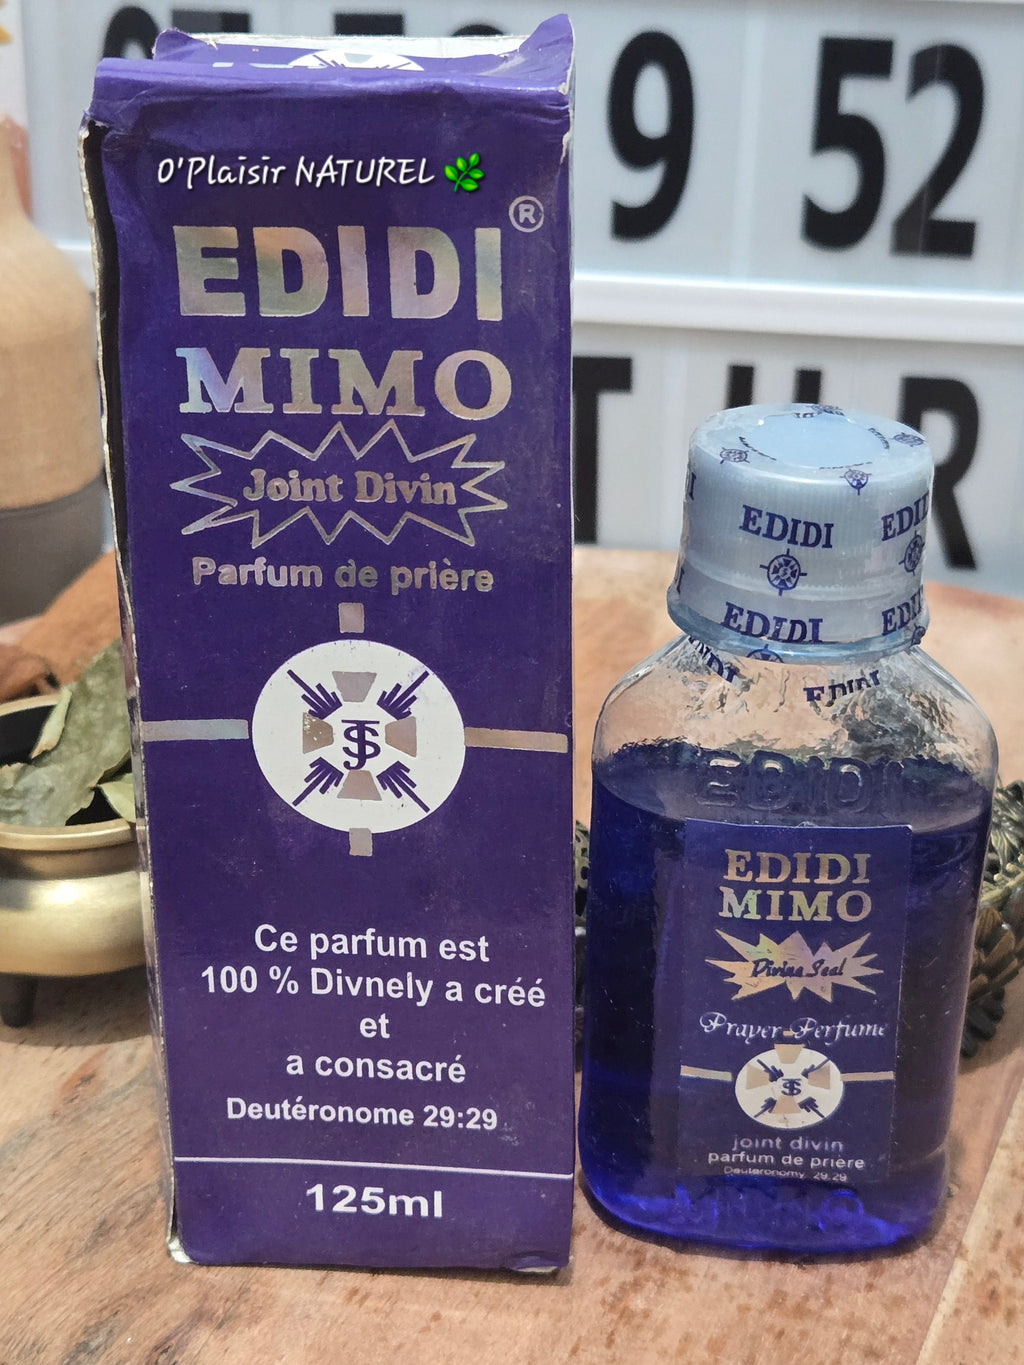 9 52
T U R
O'Plaisir NATUREL
®
EDIDI
MIMO
Joint Divin
Parfum de prière
Ce parfum est
100 % Divnely a créé
et
a consacré
Deutéronome 29:29
125ml
EDIDI EDIDI
EDIDI EDIDI
EDIDI
EDIDI
EDIDI
MIMO
Divine Seal
Prayer Perfume
joint divin
parfum de prière
Deuteronomy 29:29